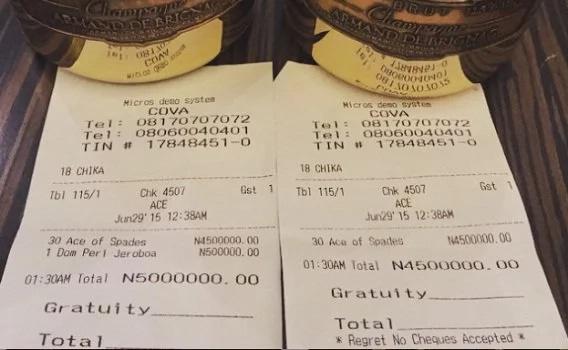 Champagne
ARMAND DE BRIGNAC
Micros demo system
COVA
Tel: 08170707072
Tel: 08060040401
TIN # 17848451-0
18 CHIKA
Tbl 115/1 Chk 4507 Gst 1
ACE
Jun29'15 12:38AM
30 Ace of Spades N4500000.00
1 Dom Peri Jeroboa N500000.00
01:30AM Total N5000000.00
Gratuity
Total
BRUT
Champagne
ARMAND DE BRIGNAC
Micros demo system
COVA
Tel: 08170707072
Tel: 08060040401
TIN # 17848451-0
18 CHIKA
Tbl 115/1 Chk 4507 Gst 1
ACE
Jun29'15 12:38AM
30 Ace of Spades N4500000.00
01:30AM Total N4500000.00
Gratuity
Total
* Regret No Cheques Accepted *